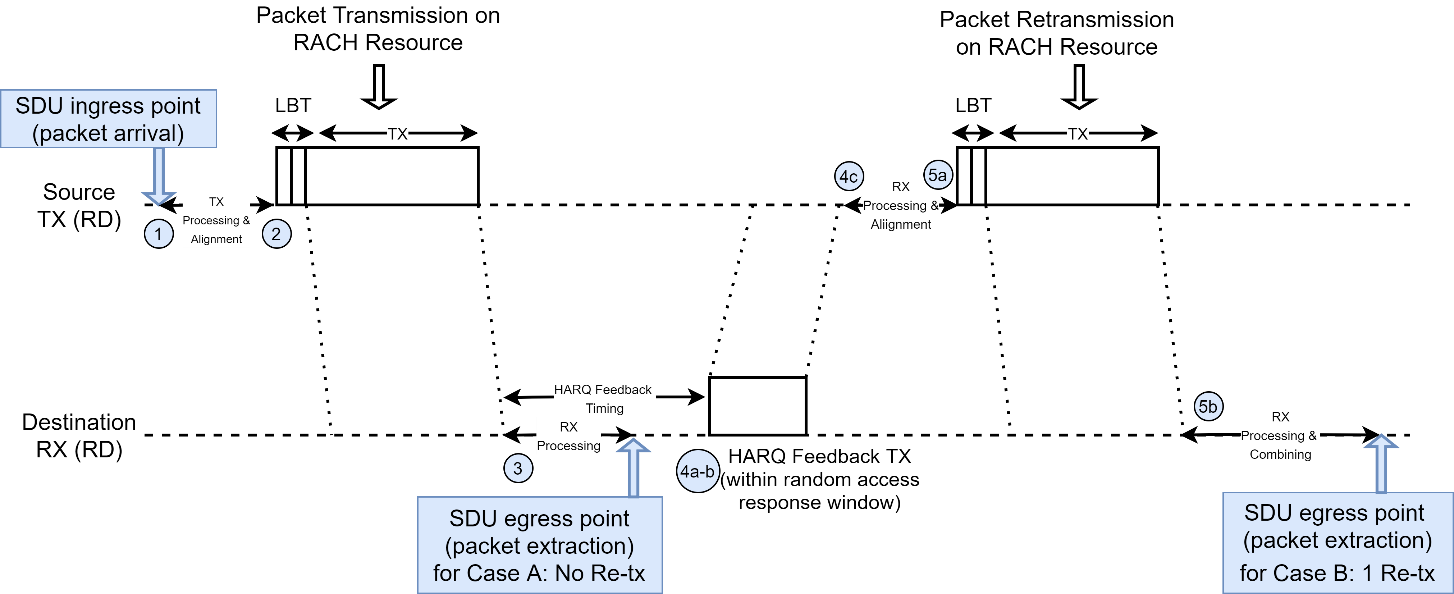 Packet Transmission on
RACH Resource
Packet Retransmission
on RACH Resource
SDU ingress point
(packet arrival)
LBT
TX
LBT
TX
Source
TX (RD)
TX
Processing &
Alignment
1
2
4c
RX
Processing &
Aliignment
5a
HARQ Feedback
Timing
RX
Processing
Destination
RX (RD)
3
4a-b
HARQ Feedback TX
(within random access
response window)
5b
RX
Processing &
Combining
SDU egress point
(packet extraction)
for Case A: No Re-tx
SDU egress point
(packet extraction)
for Case B: 1 Re-tx